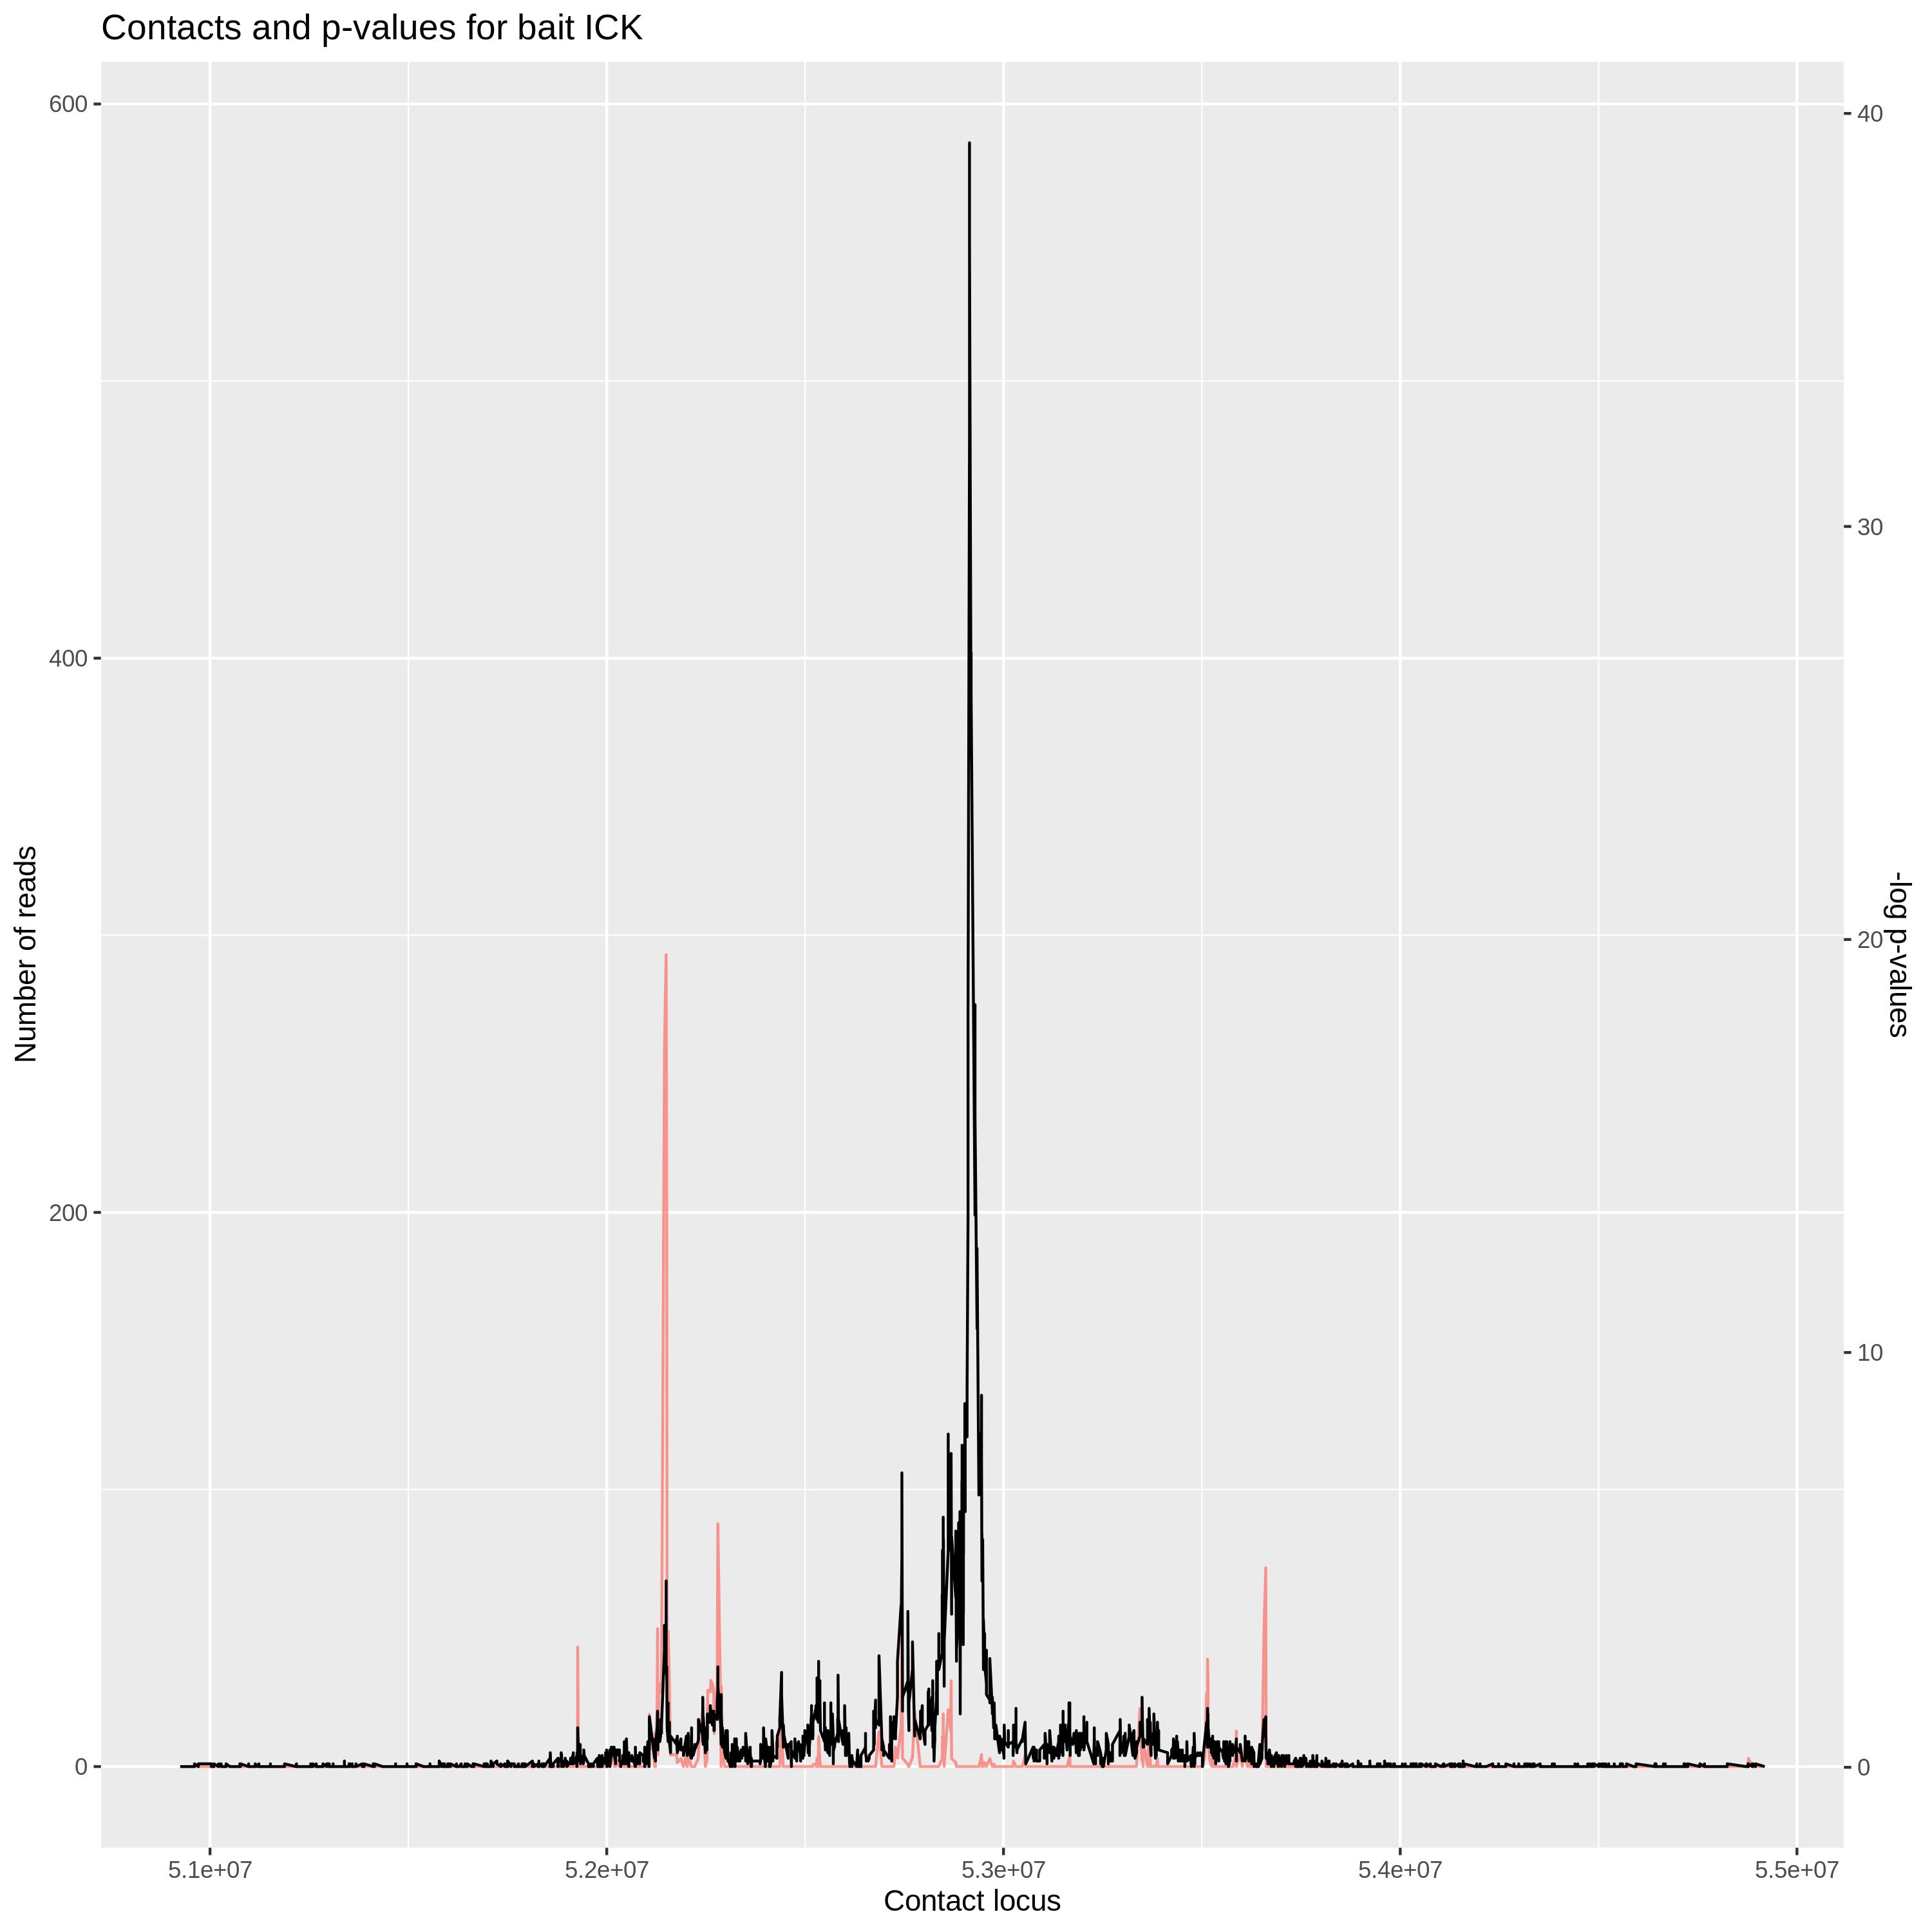 Contacts and p-values for bait ICK
600
400
200
0
Number of reads
40
30
20
10
0
-log p-values
5.1e+07
5.2e+07
5.3e+07
5.4e+07
5.5e+07
Contact locus